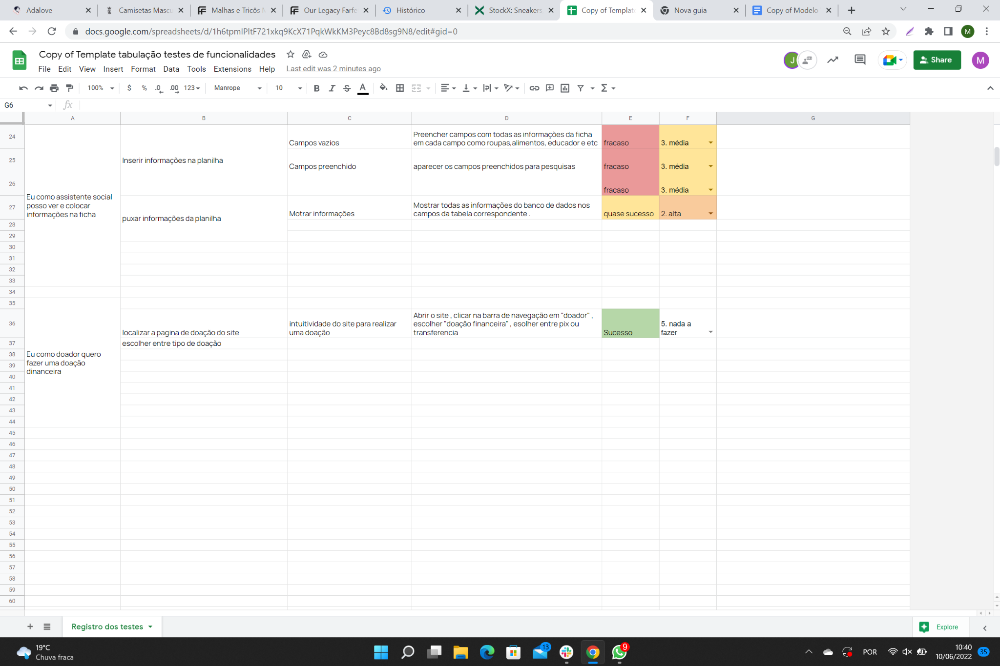 Adalove
Camisetas Mascu
Malhas e Tricôs M
Our Legacy Farfe
Histórico
StockX: Sneakers
Copy of Template
Nova guia
Copy of Modelo
docs.google.com/spreadsheets/d/1h6tpmIPltF721xkq9KcX71PqkWkKM3Peyc8Bd8sg9N8/edit#gid=0
M
Copy of Template tabulação testes de funcionalidades
J
Share
M
File Edit View Insert Format Data Tools Extensions Help Last edit was 2 minutes ago
100% $ % .0 .00 123 Manrope 10 B I S A
G6 fx
A B C D E F G
24
Campos vazios
Preencher campos com todas as informações da ficha
em cada campo como roupas,alimentos, educador e etc
fracaso
3. média
25
Inserir informações na planilha
Campos preenchido
aparecer os campos preenchidos para pesquisas
fracaso
3. média
26
fracaso
3. média
Eu como assistente social
posso ver e colocar
informações na ficha
27
puxar informações da planilha
Motrar informações
Mostrar todas as informações do banco de dados nos
campos da tabela correspondente .
quase sucesso
2. alta
28
29
30
31
32
33
34
35
36
localizar a pagina de doação do site
intuitividade do site para realizar
uma doação
Abrir o site , clicar na barra de navegação em "doador" ,
escolher "doação financeira" , esolher entre pix ou
transferencia
Sucesso
5. nada a
fazer
37
escolher entre tipo de doação
Eu como doador quero
fazer uma doação
dinanceira
38
39
40
41
42
43
44
45
46
47
48
49
50
51
52
53
54
55
56
57
58
59
60
Registro dos testes
Explore
19°C
Chuva fraca
13
9
POR
10:40
10/06/2022
35